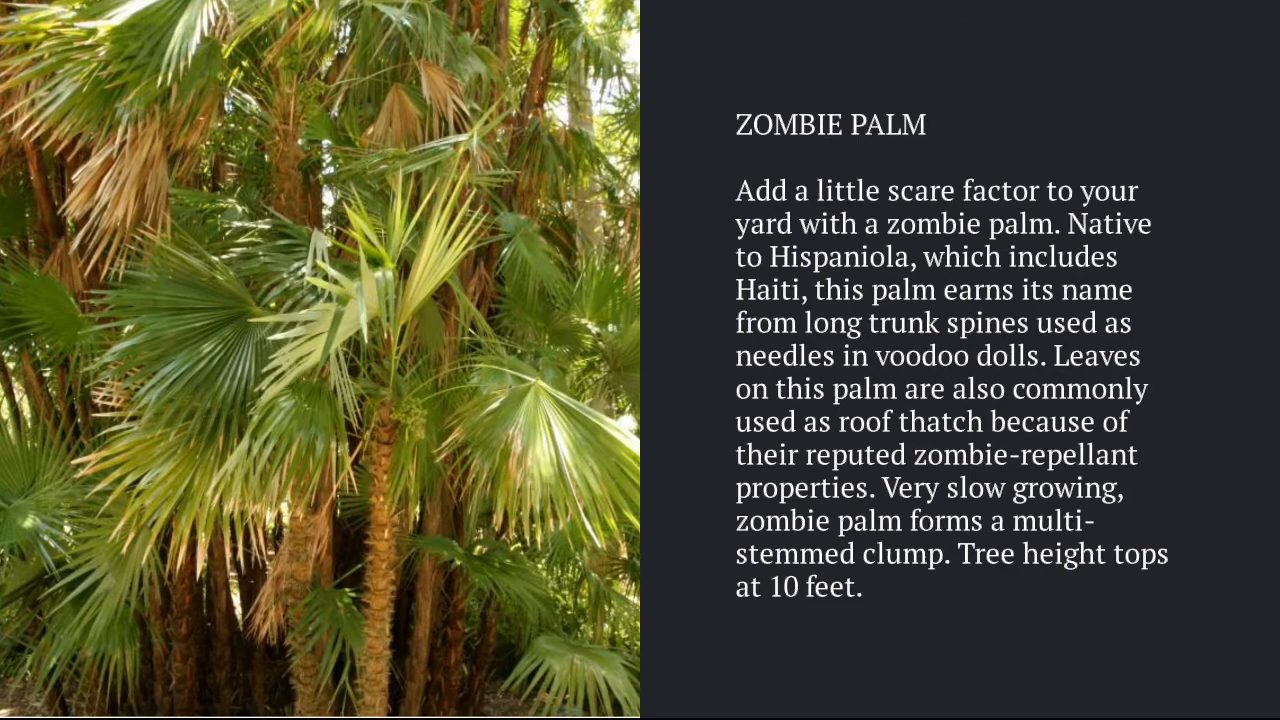 ZOMBIE PALM
Add a little scare factor to your
yard with a zombie palm. Native
to Hispaniola, which includes
Haiti, this palm earns its name
from long trunk spines used as
needles in voodoo dolls. Leaves
on this palm are also commonly
used as roof thatch because of
their reputed zombie-repellant
properties. Very slow growing,
zombie palm forms a multi-
stemmed clump. Tree height tops
at 10 feet.